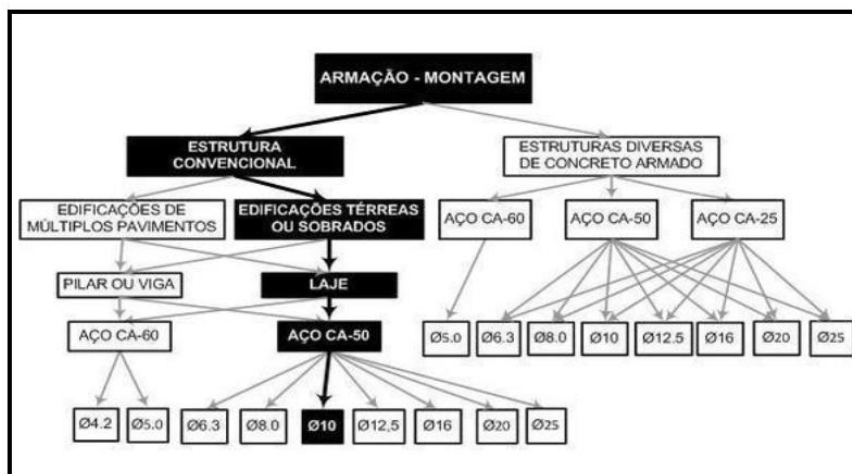 ARMAÇÃO - MONTAGEM
ESTRUTURA
CONVENCIONAL
ESTRUTURAS DIVERSAS
DE CONCRETO ARMADO
EDIFICAÇÕES DE
MÚLTIPLOS PAVIMENTOS
EDIFICAÇÕES TÉRREAS
OU SOBRADOS
AÇO CA-60
AÇO CA-50
AÇO CA-25
PILAR OU VIGA
LAJE
AÇO CA-60
AÇO CA-50
Ø5.0
Ø6.3
Ø8.0
Ø10
Ø12.5
Ø16
Ø20
Ø25
Ø4.2
Ø5.0
Ø6.3
Ø8.0
Ø10
Ø12,5
Ø16
Ø20
Ø25